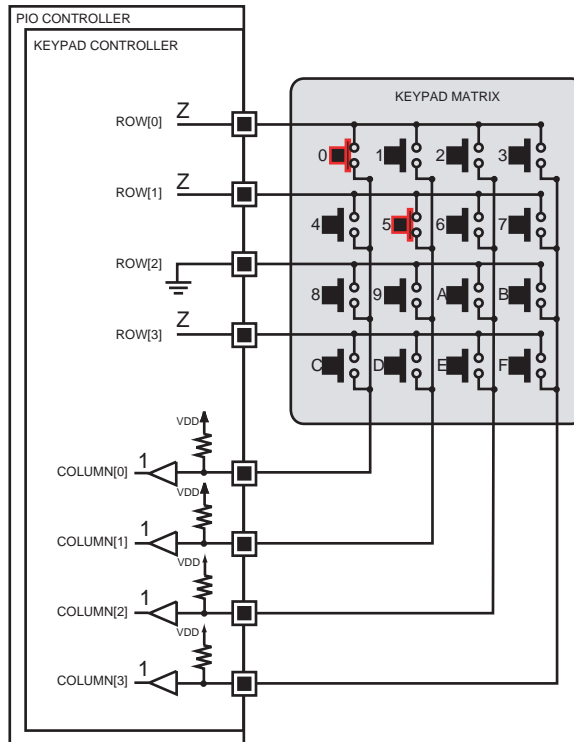 PIO CONTROLLER
KEYPAD CONTROLLER
KEYPAD MATRIX
ROW[0] Z
0 1 2 3
ROW[1] Z
4 5 6 7
ROW[2]
8 9 A B
ROW[3] Z
C D E F
VDD
COLUMN[0] 1
VDD
COLUMN[1] 1
VDD
COLUMN[2] 1
VDD
COLUMN[3] 1